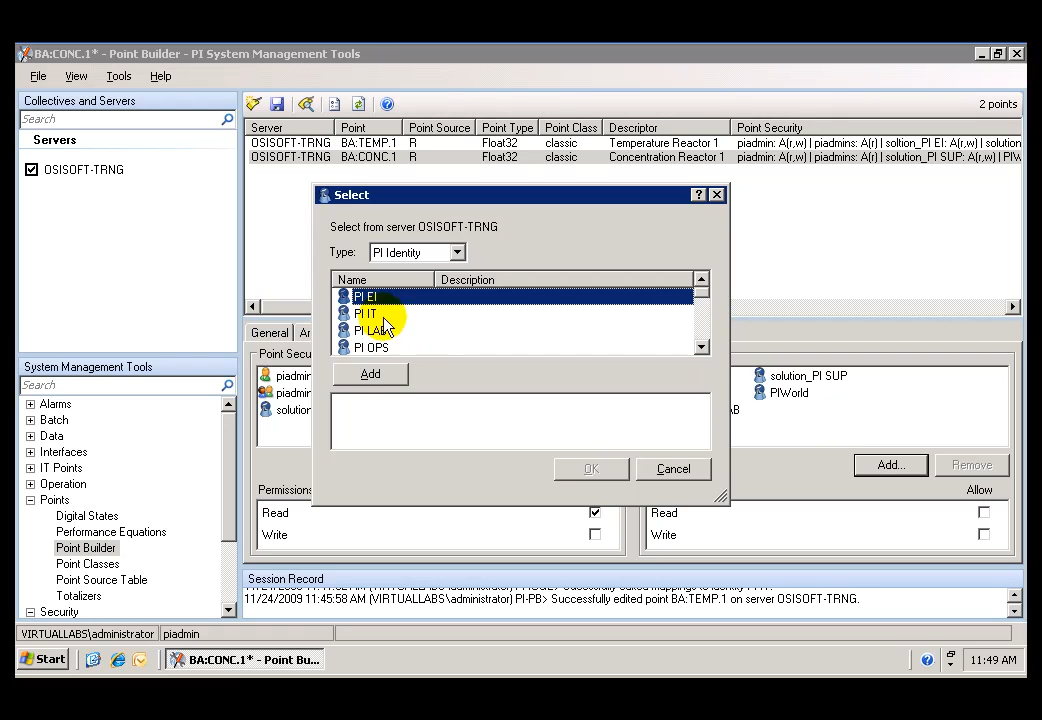 BA:CONC.1* - Point Builder - PI System Management Tools
File View Tools Help
Collectives and Servers
Search
Servers
OSISOFT-TRNG
2 points
Server Point Point Source Point Type Point Class Descriptor Point Security
OSISOFT-TRNG BA:TEMP.1 R Float32 classic Temperature Reactor 1 piadmin: A(r,w) | piadmins: A(r) | soltion_PI EI: A(r,w) | solution
OSISOFT-TRNG BA:CONC.1 R Float32 classic Concentration Reactor 1 piadmin: A(r,w) | piadmins: A(r) | solution_PI SUP: A(r,w) | PIW
Select
Select from server OSISOFT-TRNG
Type: PI Identity
Name Description
PI EI
PI IT
PI LAB
PI OPS
Add
OK Cancel
General Ar
Point Secu
piadmin
piadmin
solution
solution_PI SUP
PIWorld
AB
Add... Remove
Permissions
Allow
Read
Write
Read
Write
System Management Tools
Search
Alarms
Batch
Data
Interfaces
IT Points
Operation
Points
Digital States
Performance Equations
Point Builder
Point Classes
Point Source Table
Totalizers
Security
Session Record
11/24/2009 11:45:58 AM (VIRTUALLABS\administrator) PI-PB> Successfully edited point BA:TEMP.1 on server OSISOFT-TRNG.
VIRTUALLABS\administrator piadmin
Start BA:CONC.1* - Point Bu... 11:49 AM